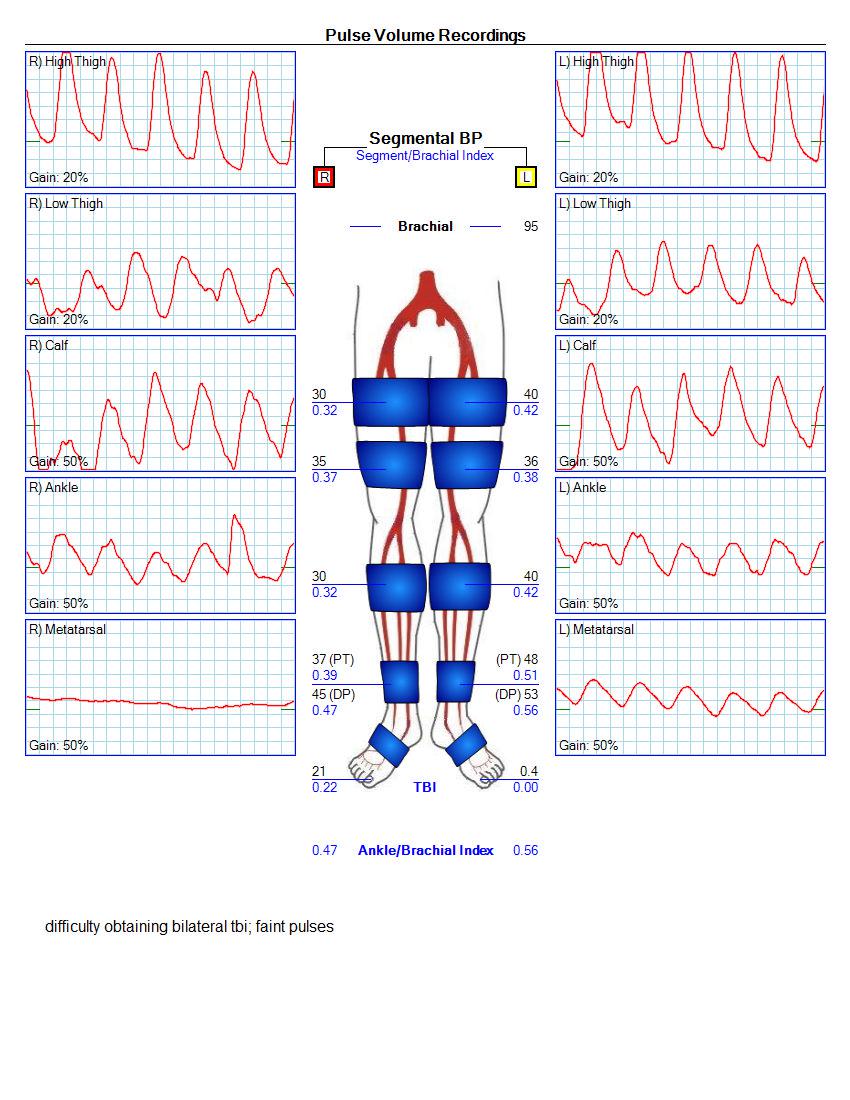 Pulse Volume Recordings
R) High Thigh
Gain: 20%
R) Low Thigh
Gain: 20%
R) Calf
Gain: 50%
R) Ankle
Gain: 50%
R) Metatarsal
Gain: 50%
Segmental BP
Segment/Brachial Index
R
L
Brachial 95
30 40
0.32 0.42
35 36
0.37 0.38
30 40
0.32 0.42
37 (PT) (PT) 48
0.39 0.51
45 (DP) (DP) 53
0.47 0.56
21 0.4
0.22 TBI 0.00
0.47 Ankle/Brachial Index 0.56
L) High Thigh
Gain: 20%
L) Low Thigh
Gain: 20%
L) Calf
Gain: 50%
L) Ankle
Gain: 50%
L) Metatarsal
Gain: 50%
difficulty obtaining bilateral tbi; faint pulses